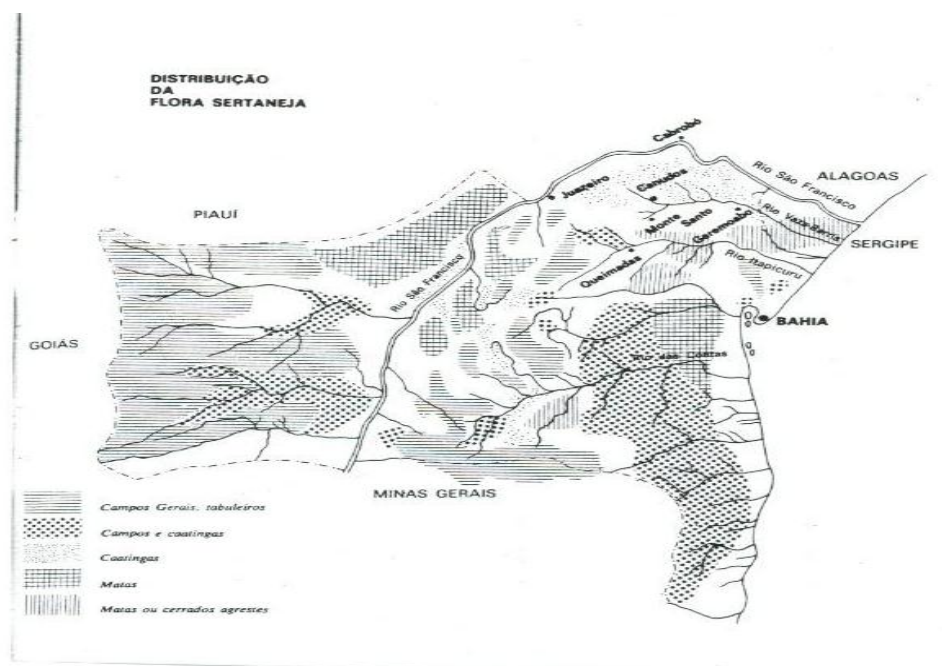 DISTRIBUIÇÃO
DA
FLORA SERTANEJA
Cabrobó
Rio São Francisco
ALAGOAS
Juazeiro
Canudos
PIAUÍ
Monte Santo
Geremoabo
Rio Vaza-Barris
SERGIPE
Rio São Francisco
Queimadas
Rio Itapicuru
BAHIA
GOIÁS
Rio das Contas
MINAS GERAIS
Campos Gerais, tabuleiros
Campos e caatingas
Caatingas
Matas
Matas ou cerrados agrestes